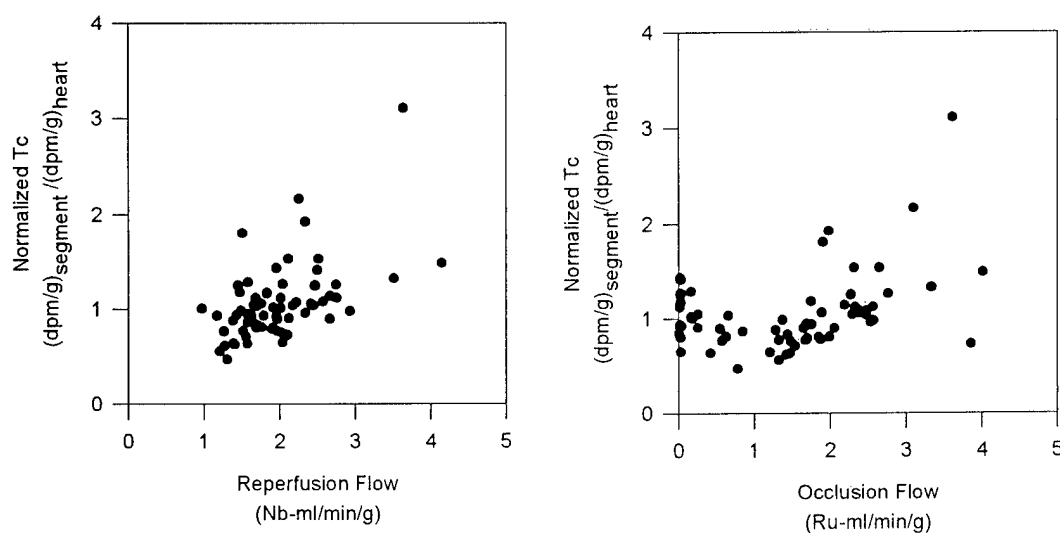 4
3
2
1
0
Normalized Tc
(dpm/g)segment/(dpm/g)heart
0 1 2 3 4 5
Reperfusion Flow
(Nb-ml/min/g)
4
3
2
1
0
Normalized Tc
(dpm/g)segment/(dpm/g)heart
0 1 2 3 4 5
Occlusion Flow
(Ru-ml/min/g)